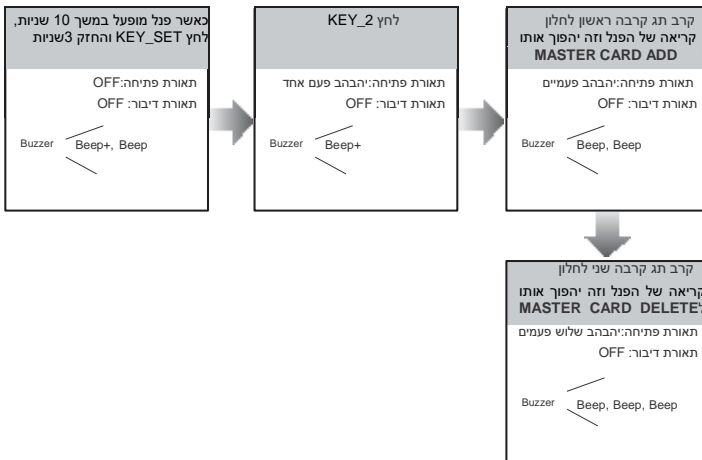 כאשר פנל מופעל במשך 10 שניות,
לחץ KEY_SET והחזק 3שניות
תאורת פתיחה:OFF
תאורת דיבור: OFF
Buzzer Beep+, Beep
לחץ KEY_2
תאורת פתיחה:יהבהב פעם אחד
תאורת דיבור: OFF
Buzzer Beep+
קרב תג קרבה ראשון לחלון
קריאה של הפנל וזה יהפוך אותו
MASTER CARD ADD
תאורת פתיחה:יהבהב פעמיים
תאורת דיבור: OFF
Buzzer Beep, Beep
קרב תג קרבה שני לחלון
קריאה של הפנל וזה יהפוך אותו
לMASTER CARD DELETE
תאורת פתיחה:יהבהב שלוש פעמים
תאורת דיבור: OFF
Buzzer Beep, Beep, Beep